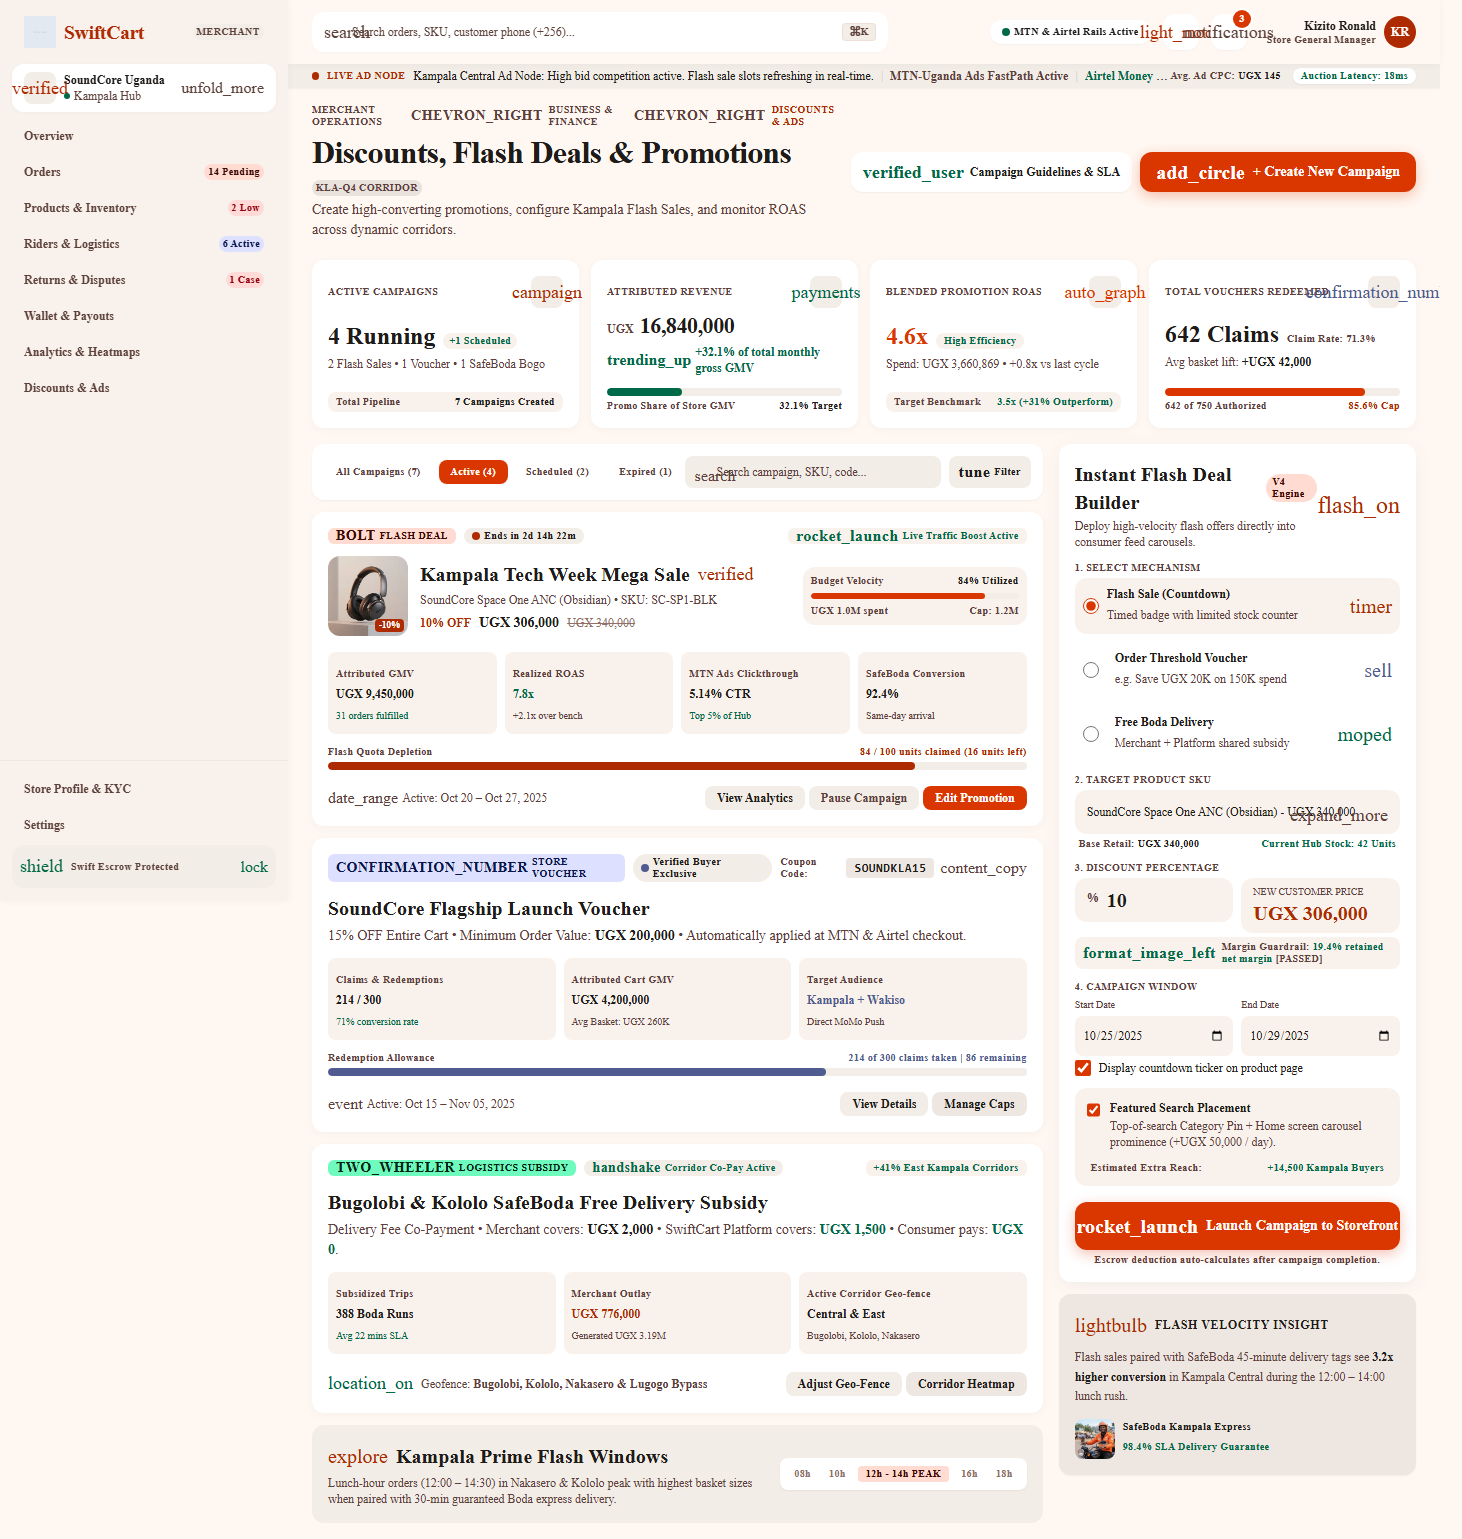 SwiftCart
MERCHANT
verified
SoundCore Uganda
Kampala Hub
unfold_more
Overview
Orders
14 Pending
Products & Inventory
2 Low
Riders & Logistics
6 Active
Returns & Disputes
1 Case
Wallet & Payouts
Analytics & Heatmaps
Discounts & Ads
Store Profile & KYC
Settings
shield Swift Escrow Protected lock
search
Search orders, SKU, customer phone (+256)...
⌘K
MTN & Airtel Rails Active
light_mode
notifications
3
Kizito Ronald
Store General Manager
KR
LIVE AD NODE
Kampala Central Ad Node: High bid competition active. Flash sale slots refreshing in real-time.
MTN-Uganda Ads FastPath Active
Airtel Money ...
Avg. Ad CPC: UGX 145
Auction Latency: 18ms
MERCHANT OPERATIONS
CHEVRON_RIGHT
BUSINESS & FINANCE
CHEVRON_RIGHT
DISCOUNTS & ADS
Discounts, Flash Deals & Promotions
KLA-Q4 CORRIDOR
Create high-converting promotions, configure Kampala Flash Sales, and monitor ROAS
across dynamic corridors.
verified_user Campaign Guidelines & SLA
add_circle + Create New Campaign
ACTIVE CAMPAIGNS
campaign
4 Running
+1 Scheduled
2 Flash Sales • 1 Voucher • 1 SafeBoda Bogo
Total Pipeline
7 Campaigns Created
ATTRIBUTED REVENUE
payments
UGX 16,840,000
trending_up
+32.1% of total monthly
gross GMV
Promo Share of Store GMV
32.1% Target
BLENDED PROMOTION ROAS
auto_graph
4.6x
High Efficiency
Spend: UGX 3,660,869 • +0.8x vs last cycle
Target Benchmark
3.5x (+31% Outperform)
TOTAL VOUCHERS REDEEMED
confirmation_num
642 Claims
Claim Rate: 71.3%
Avg basket lift: +UGX 42,000
642 of 750 Authorized
85.6% Cap
All Campaigns (7)
Active (4)
Scheduled (2)
Expired (1)
search
Search campaign, SKU, code...
tune Filter
BOLT FLASH DEAL
Ends in 2d 14h 22m
rocket_launch Live Traffic Boost Active
-10%
Kampala Tech Week Mega Sale verified
SoundCore Space One ANC (Obsidian) • SKU: SC-SP1-BLK
10% OFF UGX 306,000 UGX 340,000
Budget Velocity
84% Utilized
UGX 1.0M spent
Cap: 1.2M
Attributed GMV
UGX 9,450,000
31 orders fulfilled
Realized ROAS
7.8x
+2.1x over bench
MTN Ads Clickthrough
5.14% CTR
Top 5% of Hub
SafeBoda Conversion
92.4%
Same-day arrival
Flash Quota Depletion
84 / 100 units claimed (16 units left)
date_range Active: Oct 20 – Oct 27, 2025
View Analytics
Pause Campaign
Edit Promotion
CONFIRMATION_NUMBER STORE VOUCHER
Verified Buyer Exclusive
Coupon Code:
SOUNDKLA15
content_copy
SoundCore Flagship Launch Voucher
15% OFF Entire Cart • Minimum Order Value: UGX 200,000 • Automatically applied at MTN & Airtel checkout.
Claims & Redemptions
214 / 300
71% conversion rate
Attributed Cart GMV
UGX 4,200,000
Avg Basket: UGX 260K
Target Audience
Kampala + Wakiso
Direct MoMo Push
Redemption Allowance
214 of 300 claims taken | 86 remaining
event Active: Oct 15 – Nov 05, 2025
View Details
Manage Caps
TWO_WHEELER LOGISTICS SUBSIDY
handshake Corridor Co-Pay Active
+41% East Kampala Corridors
Bugolobi & Kololo SafeBoda Free Delivery Subsidy
Delivery Fee Co-Payment • Merchant covers: UGX 2,000 • SwiftCart Platform covers: UGX 1,500 • Consumer pays: UGX
0.
Subsidized Trips
388 Boda Runs
Avg 22 mins SLA
Merchant Outlay
UGX 776,000
Generated UGX 3.19M
Active Corridor Geo-fence
Central & East
Bugolobi, Kololo, Nakasero
location_on Geofence: Bugolobi, Kololo, Nakasero & Lugogo Bypass
Adjust Geo-Fence
Corridor Heatmap
explore Kampala Prime Flash Windows
Lunch-hour orders (12:00 – 14:30) in Nakasero & Kololo peak with highest basket sizes
when paired with 30-min guaranteed Boda express delivery.
08h
10h
12h - 14h PEAK
16h
18h
Instant Flash Deal
Builder
V4 Engine
flash_on
Deploy high-velocity flash offers directly into
consumer feed carousels.
1. SELECT MECHANISM
Flash Sale (Countdown)
Timed badge with limited stock counter
timer
Order Threshold Voucher
e.g. Save UGX 20K on 150K spend
sell
Free Boda Delivery
Merchant + Platform shared subsidy
moped
2. TARGET PRODUCT SKU
SoundCore Space One ANC (Obsidian) - UGX 340,000
expand_more
Base Retail: UGX 340,000
Current Hub Stock: 42 Units
3. DISCOUNT PERCENTAGE
% 10
NEW CUSTOMER PRICE
UGX 306,000
format_image_left
Margin Guardrail: 19.4% retained
net margin [PASSED]
4. CAMPAIGN WINDOW
Start Date
End Date
10/25/2025
10/29/2025
Display countdown ticker on product page
Featured Search Placement
Top-of-search Category Pin + Home screen carousel
prominence (+UGX 50,000 / day).
Estimated Extra Reach:
+14,500 Kampala Buyers
rocket_launch Launch Campaign to Storefront
Escrow deduction auto-calculates after campaign completion.
lightbulb FLASH VELOCITY INSIGHT
Flash sales paired with SafeBoda 45-minute delivery tags see 3.2x
higher conversion in Kampala Central during the 12:00 – 14:00
lunch rush.
SafeBoda Kampala Express
98.4% SLA Delivery Guarantee